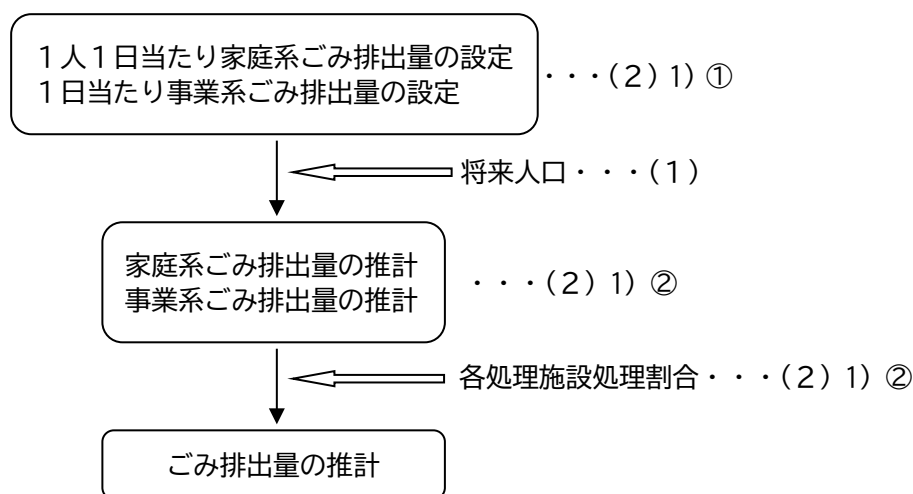 １人１日当たり家庭系ごみ排出量の設定
１日当たり事業系ごみ排出量の設定
・・・(２) 1) ①
将来人口・・・(１)
家庭系ごみ排出量の推計
事業系ごみ排出量の推計
・・・(２) 1) ②
各処理施設処理割合・・・(２) 1) ②
ごみ排出量の推計